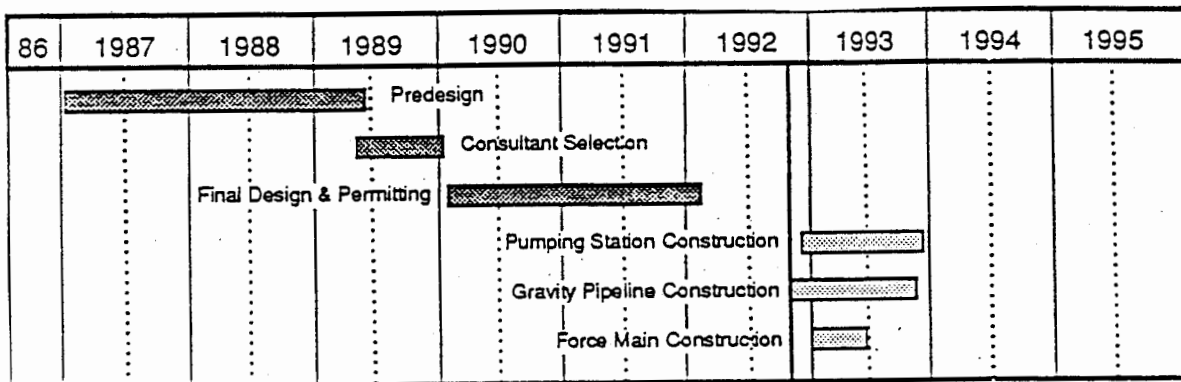 86 1987 1988 1989 1990 1991 1992 1993 1994 1995
Predesign
Consultant Selection
Final Design & Permitting
Pumping Station Construction
Gravity Pipeline Construction
Force Main Construction